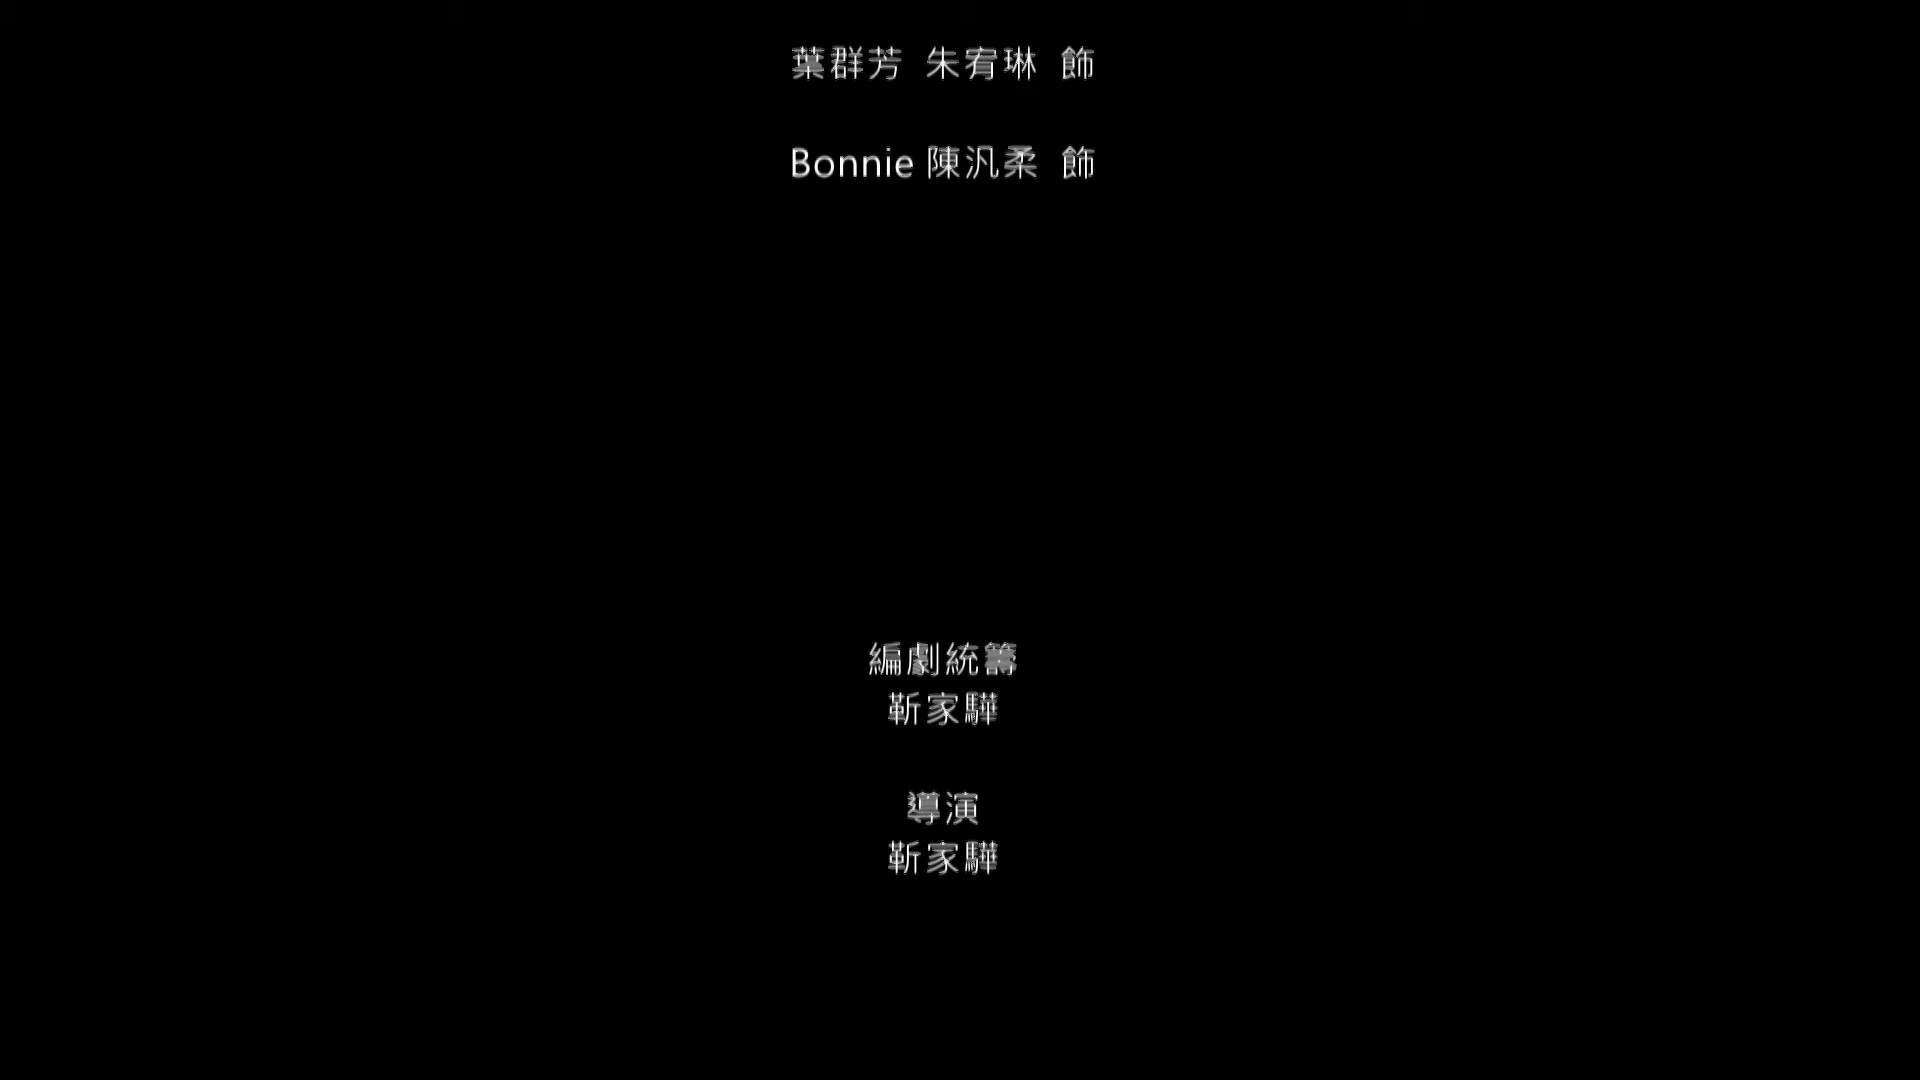 葉群芳 朱宥琳 飾
Bonnie 陳汎柔 飾
編劇統籌
靳家驊
導演
靳家驊